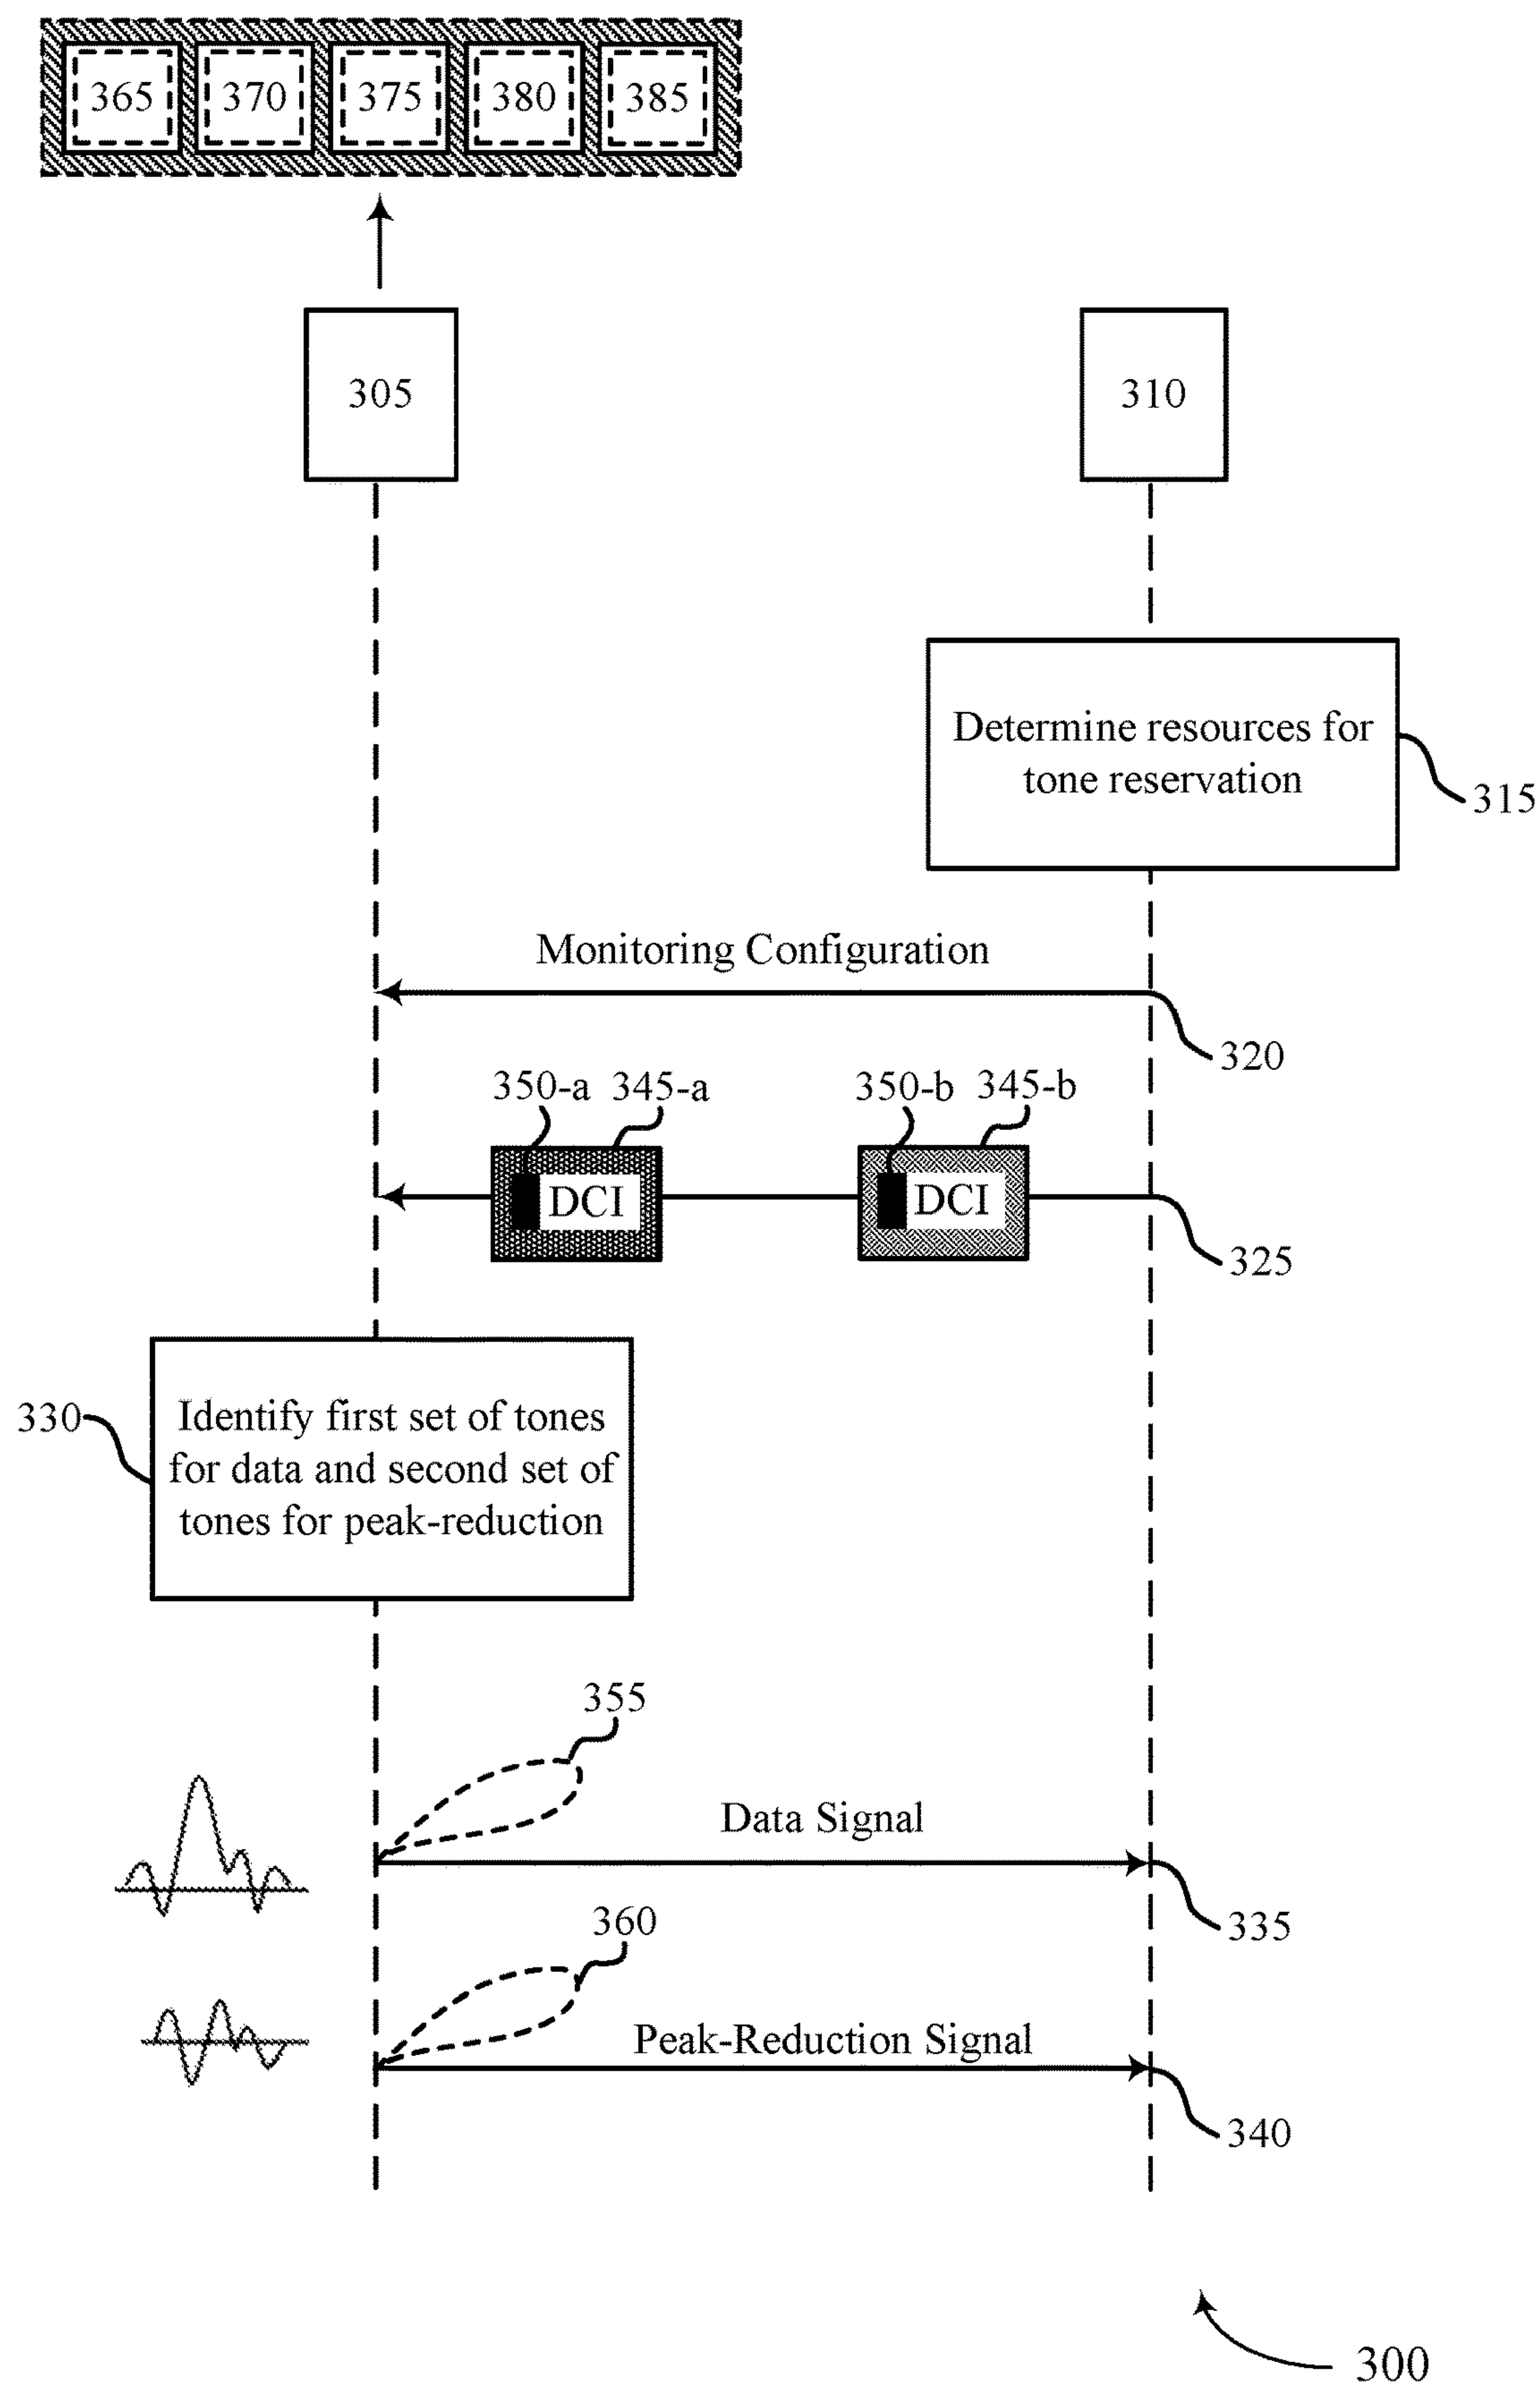 365 370 375 380 385
305
310
Determine resources for
tone reservation
315
Monitoring Configuration
320
350-a 345-a 350-b 345-b
DCI DCI
325
330
Identify first set of tones
for data and second set of
tones for peak-reduction
355
Data Signal
335
360
Peak-Reduction Signal
340
300